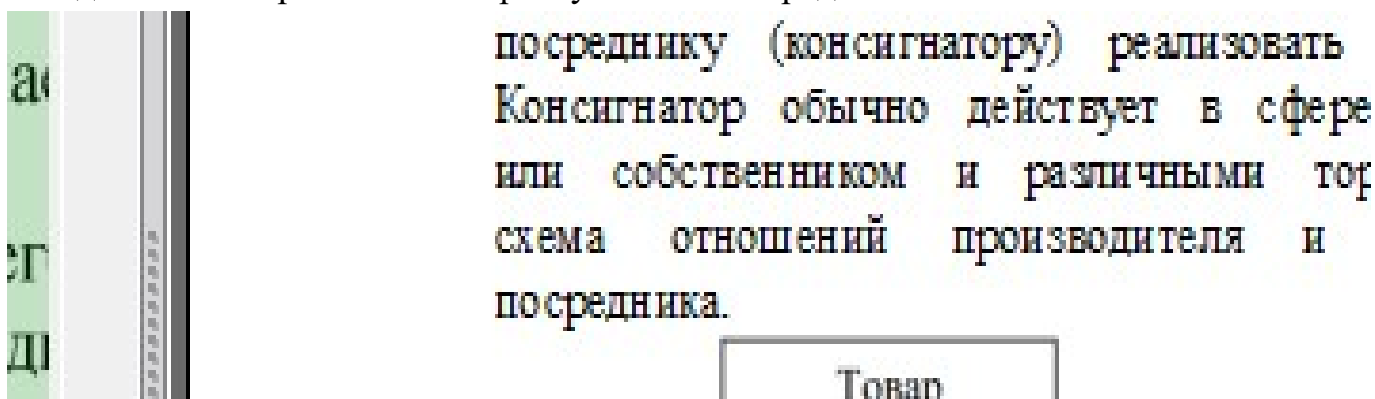 посреднику (консигнатору) реализовать
Консигнатор обычно действует в сфере
или собственником и различными тор
схема отношений производителя и
посредника.
Товар